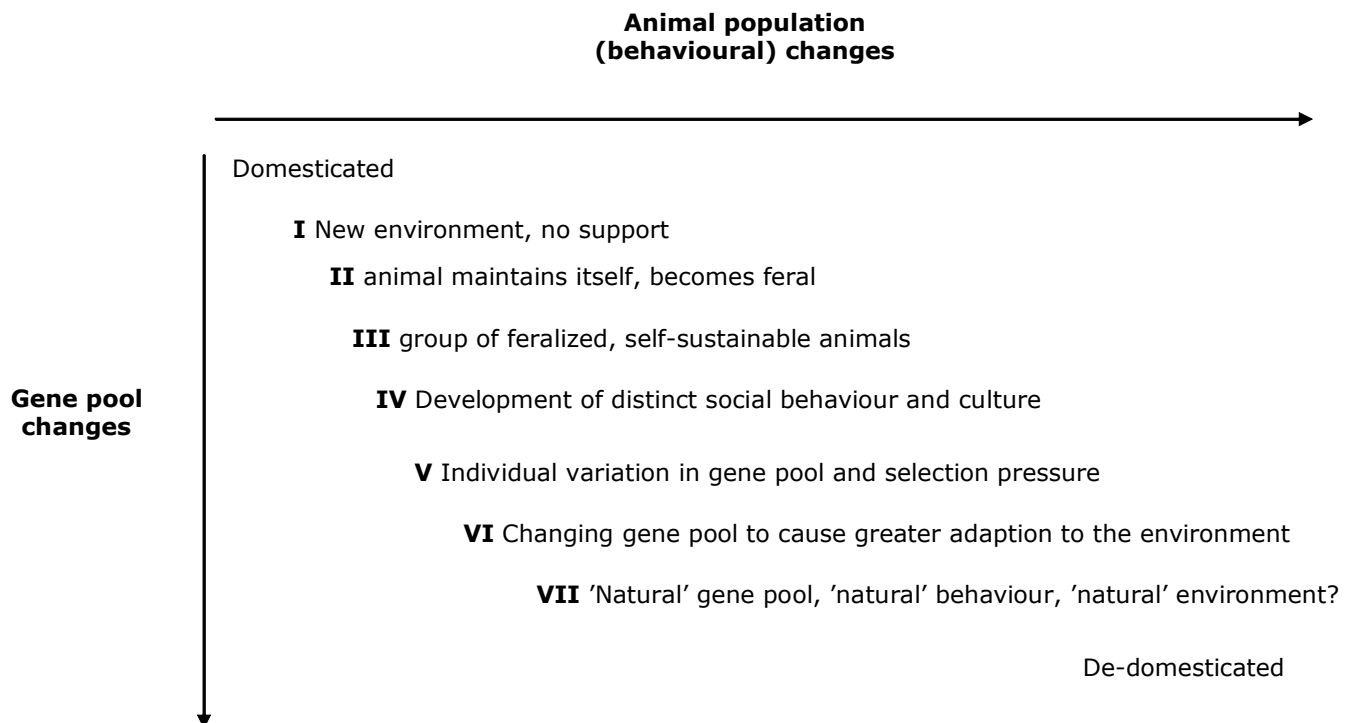 Animal population
(behavioural) changes
Domesticated
I New environment, no support
II animal maintains itself, becomes feral
III group of feralized, self-sustainable animals
Gene pool
changes
IV Development of distinct social behaviour and culture
V Individual variation in gene pool and selection pressure
VI Changing gene pool to cause greater adaption to the environment
VII ’Natural’ gene pool, ’natural’ behaviour, ’natural’ environment?
De-domesticated